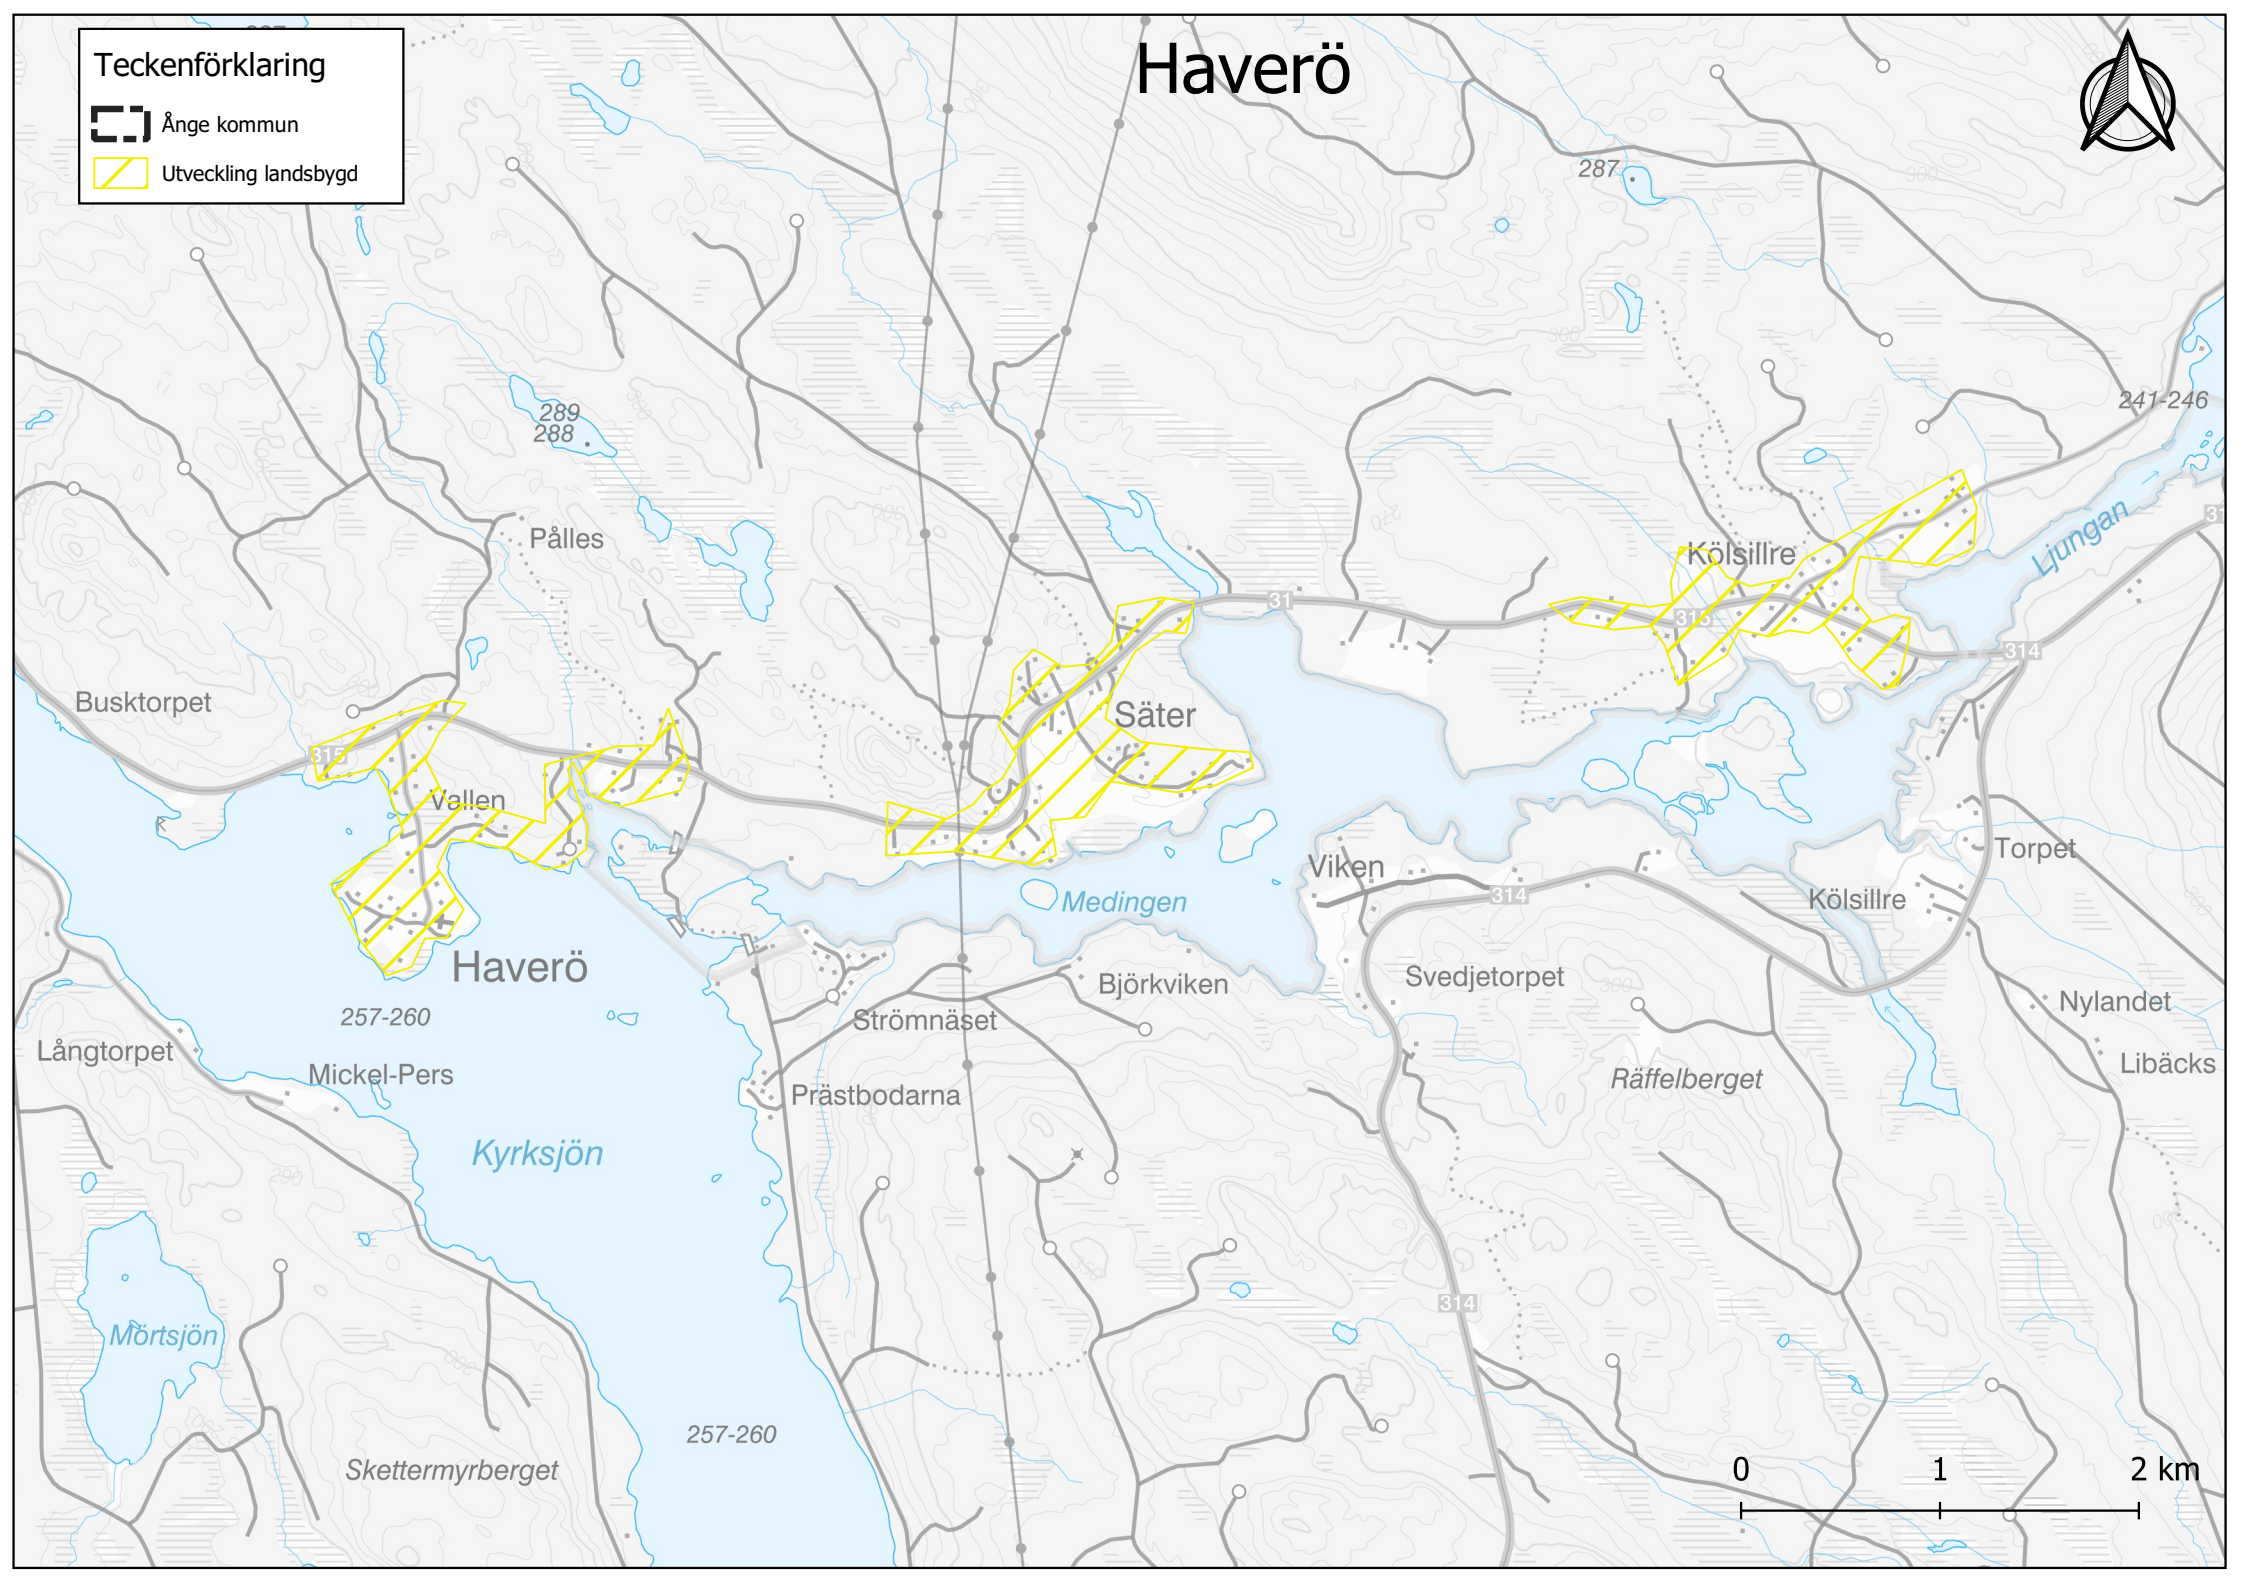 Haverö
Teckenförklaring
Ånge kommun
Utveckling landsbygd
287
300
289
288
241-246
Pålles
Kölsillre
Ljungan
31
315
314
Busktorpet
315
Säter
Vallen
Viken
Torpet
Medingen
314
Kölsillre
Haverö
Björkviken
Svedjetorpet
Nylandet
257-260
Strömnäset
Långtorpet
Mickel-Pers
Prästbodarna
Räffelberget
Libäcks
Kyrksjön
314
Mörtsjön
257-260
Skettermyrberget
0 1 2 km